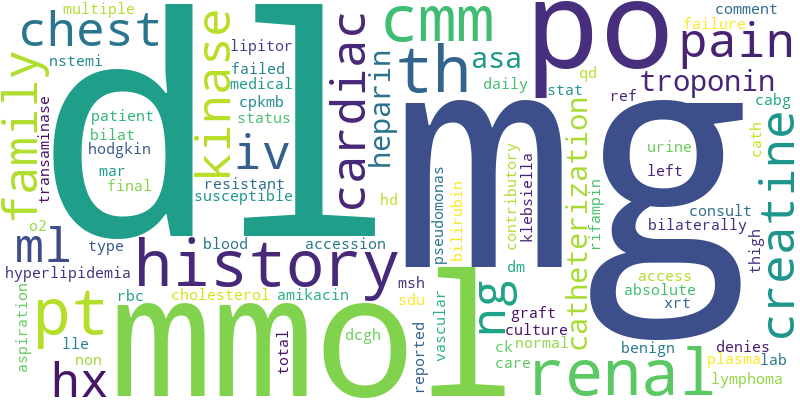 multiple
chest
kinase
nstemi
lipitor
failed
medical
cpkmb
daily
status
family
transaminase
patient
bilat
hodgkin
mar
final
dl
iv
resistant
susceptible
cardiac
heparin
cmm
th
asa
po
stat
qd
comment
failure
pain
troponin
ref
cabg
mg
urine
left
cath
creatine
o2
ml
type
hyperlipidemia
blood
accession
history
hd
pseudomonas
bilirubin
contributory
klebsiella
catheterization
rifampin
consult
bilaterally
thigh
dm
access
absolute
xrt
aspiration
pt
rbc
cholesterol
amikacin
msh
sdu
ng
graft
culture
lle
non
hx
mmol
total
dcgh
reported
vascular
ck
normal
care
renal
benign
denies
plasma
lab
lymphoma